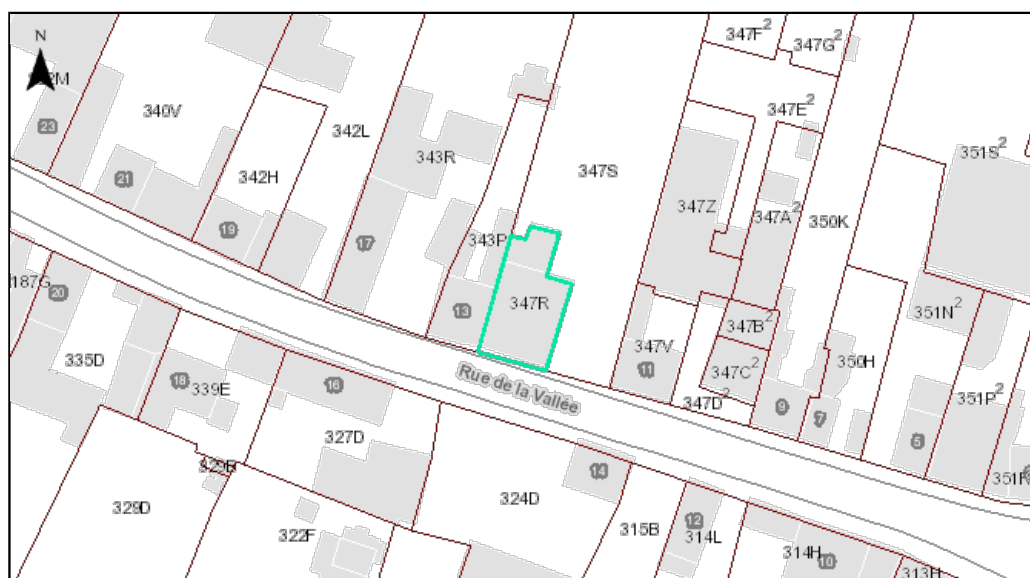 347F²
347G²
N
340V
342L
347E²
23
343R
351S²
21
342H
347S
347Z
347A²
350K
19
17
343P
187G
20
13
347R
351N²
347B²
335D
347V
350H
11
347C²
Rue de la Vallée
18
339E
16
347D²
9
7
351P²
5
327D
14
329D
324D
322F
315B
12
314L
314H
10
313H